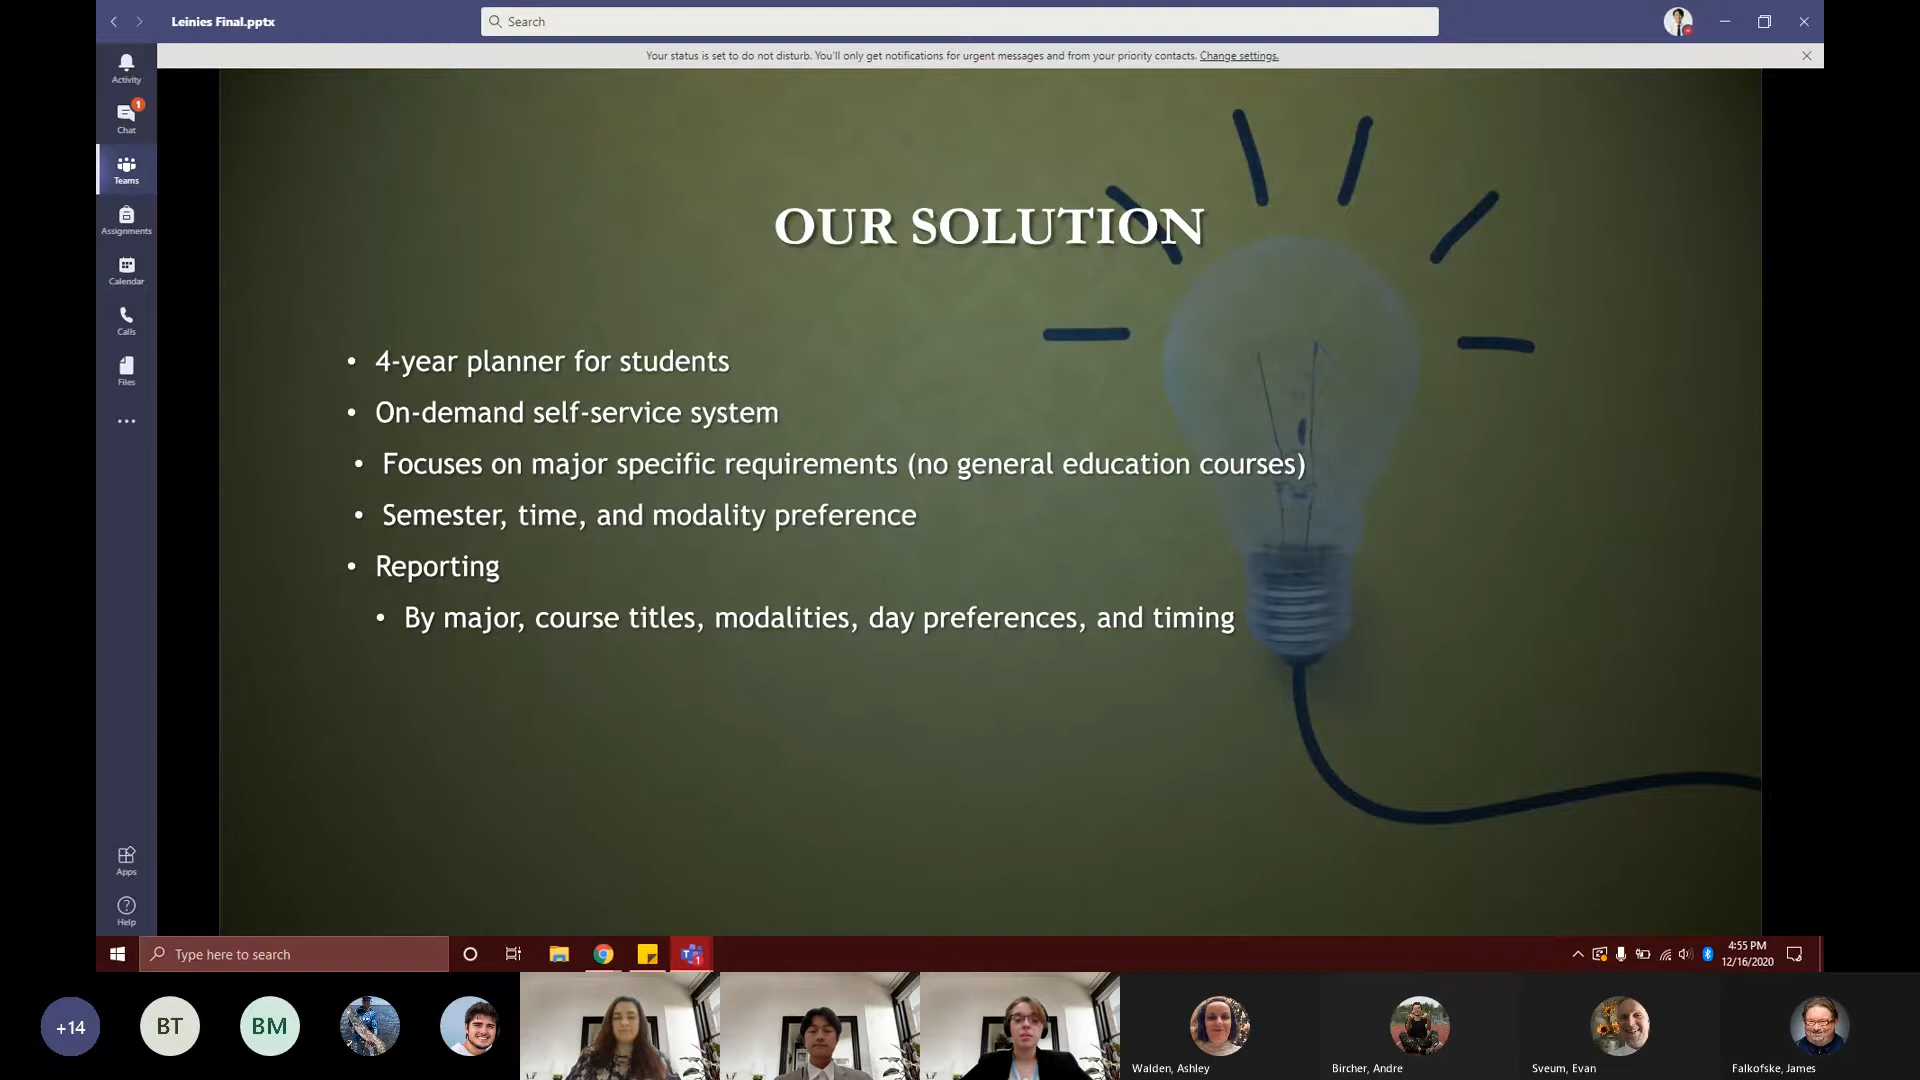 Leinies Final.pptx
Search
Your status is set to do not disturb. You'll only get notifications for urgent messages and from your priority contacts. Change settings.
Activity
1
Chat
Teams
Assignments
Calendar
Calls
Files
Apps
Help
OUR SOLUTION
• 4-year planner for students
• On-demand self-service system
• Focuses on major specific requirements (no general education courses)
• Semester, time, and modality preference
• Reporting
• By major, course titles, modalities, day preferences, and timing
Type here to search
1
4:55 PM
12/16/2020
+14
BT
BM
Walden, Ashley
Bircher, Andre
Sveum, Evan
Falkofske, James